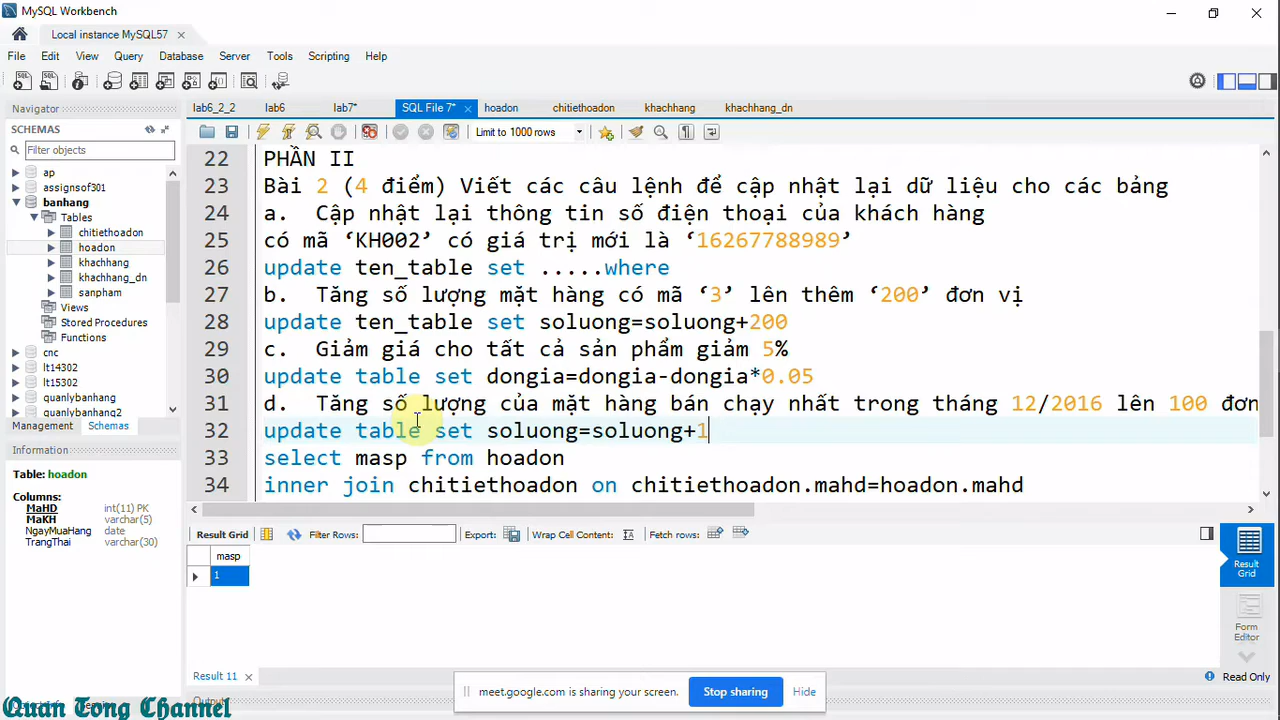 MySQL Workbench
Local instance MySQL57
File Edit View Query Database Server Tools Scripting Help
Navigator
SCHEMAS
Filter objects
ap
assignsof301
banhang
Tables
chitiethoadon
hoadon
khachhang
khachhang_dn
sanpham
Views
Stored Procedures
Functions
cnc
lt14302
lt15302
quanlybanhang
quanlybanhang2
Management Schemas
Information
Table: hoadon
Columns:
MaHD int(11) PK
MaKH varchar(5)
NgayMuaHang date
TrangThai varchar(30)
lab6_2_2 lab6 lab7* SQL File 7* hoadon chitiethoadon khachhang khachhang_dn
Limit to 1000 rows
22 PHẦN II
23 Bài 2 (4 điểm) Viết các câu lệnh để cập nhật lại dữ liệu cho các bảng
24 a. Cập nhật lại thông tin số điện thoại của khách hàng
25 có mã ‘KH002’ có giá trị mới là ‘16267788989’
26 update ten_table set .....where
27 b. Tăng số lượng mặt hàng có mã ‘3’ lên thêm ‘200’ đơn vị
28 update ten_table set soluong=soluong+200
29 c. Giảm giá cho tất cả sản phẩm giảm 5%
30 update table set dongia=dongia-dongia*0.05
31 d. Tăng số lượng của mặt hàng bán chạy nhất trong tháng 12/2016 lên 100 đơn
32 update table set soluong=soluong+1
33 select masp from hoadon
34 inner join chitiethoadon on chitiethoadon.mahd=hoadon.mahd
Result Grid Filter Rows: Export: Wrap Cell Content: Fetch rows:
masp
1
Result Grid
Form Editor
Result 11
Read Only
meet.google.com is sharing your screen. Stop sharing Hide
Quan Tong Channel